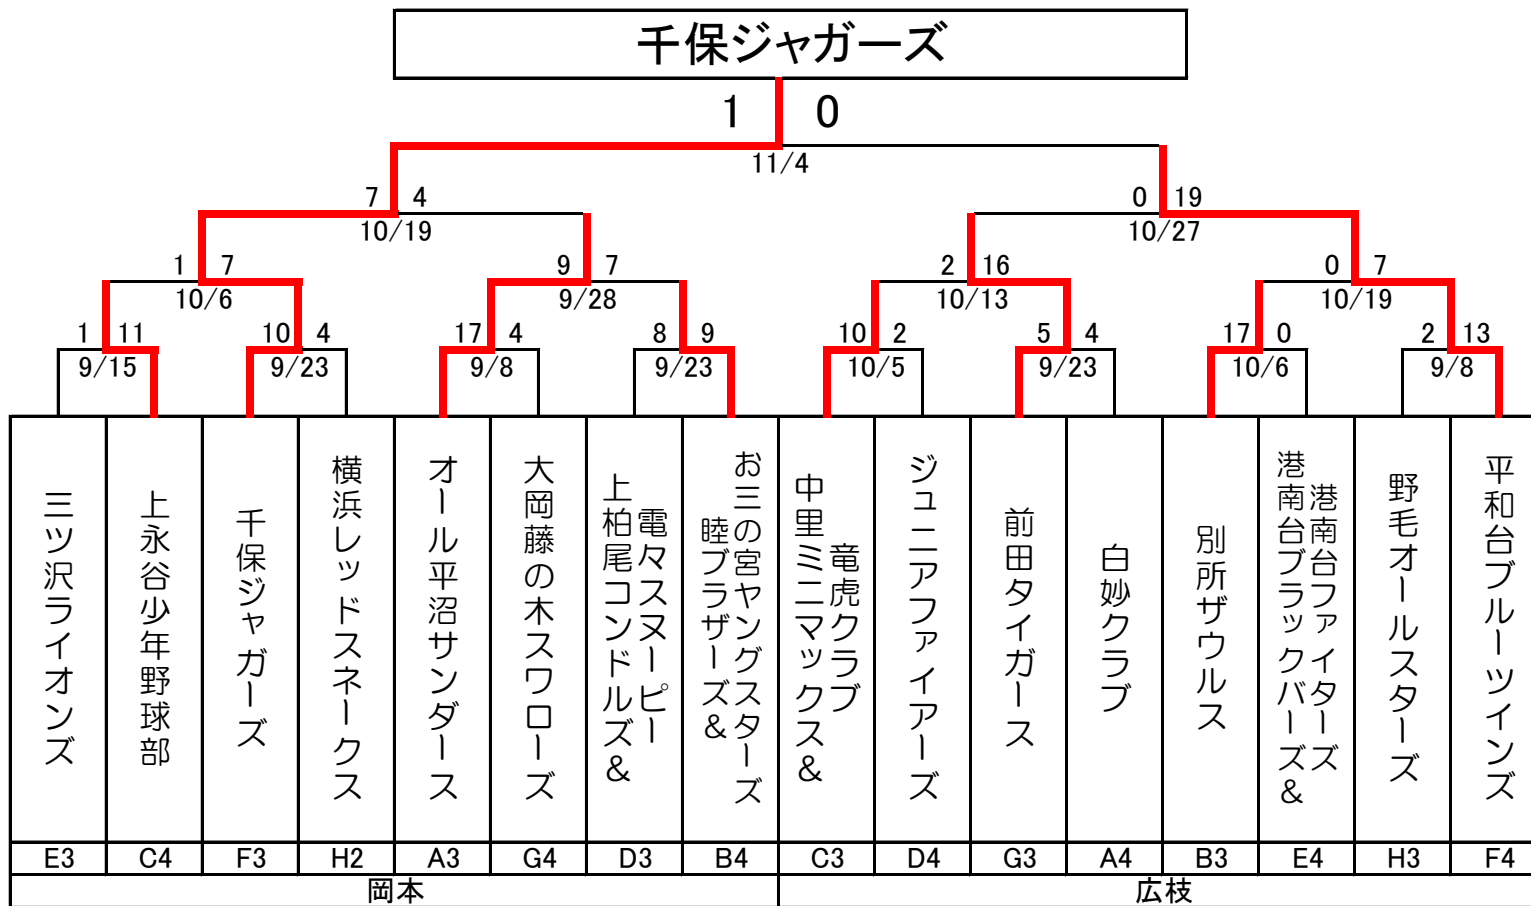 千保ジャガーズ
1 0
11/4
7 4 0 19
10/19 10/27
1 7 9 7 2 16 0 7
10/6 9/28 10/13 10/19
1 11 10 4 17 4 8 9 10 2 5 4 17 0 2 13
9/15 9/23 9/8 9/23 10/5 9/23 10/6 9/8
三ツ沢ライオンズ
上永谷少年野球部
千保ジャガーズ
横浜レッドスネークス
オール平沼サンダース
大岡藤の木スワローズ
上柏尾コンドルズ&
電々スヌーピー
睦ブラザーズ&
お三の宮ヤングスターズ
中里ミニマックス&
竜虎クラブ
ジュニアファイアーズ
前田タイガース
白妙クラブ
別所ザウルス
港南台ブラックバーズ&
港南台ファイターズ
野毛オールスターズ
平和台ブルーツインズ
E3 C4 F3 H2 A3 G4 D3 B4 C3 D4 G3 A4 B3 E4 H3 F4
岡本 広枝